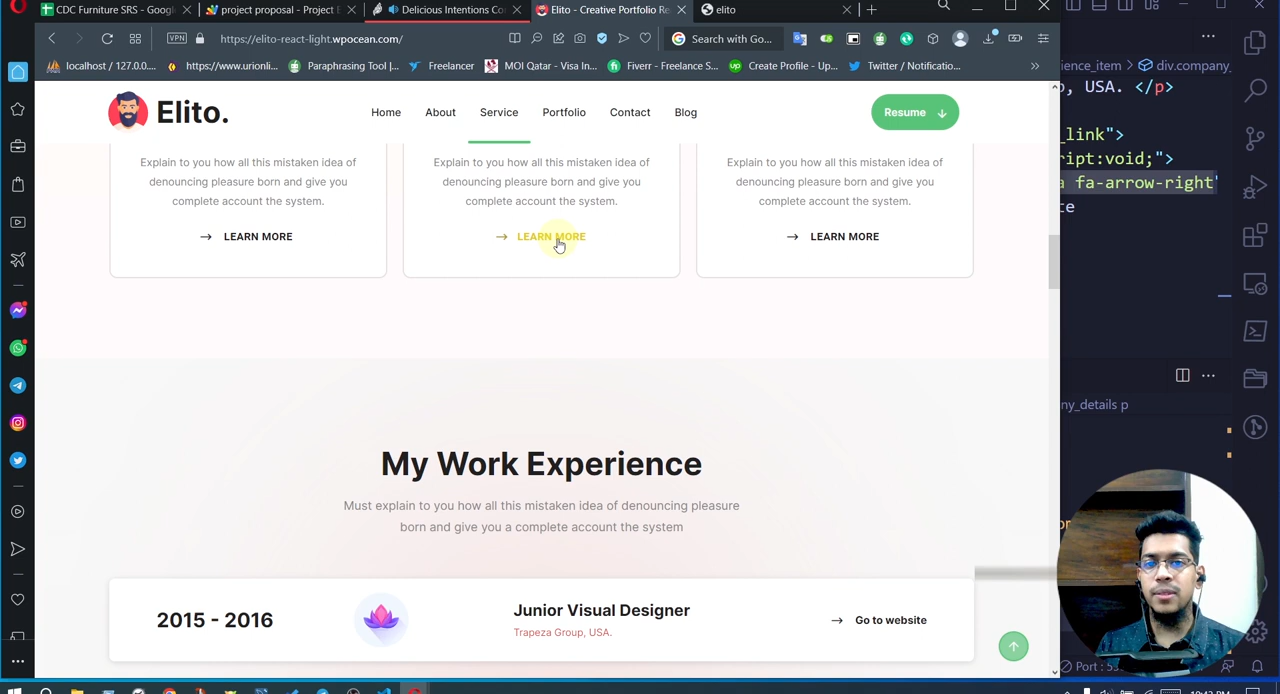 CDC Furniture SRS - Googl
project proposal - Project E
Delicious Intentions Co
Elito - Creative Portfolio Re
elito
VPN
https://elito-react-light.wpocean.com/
Search with Go...
localhost / 127.0.0....
https://www.urionli...
Paraphrasing Tool |...
Freelancer
MOI Qatar - Visa In...
Fiverr - Freelance S...
Create Profile - Up...
Twitter / Notificatio...
»
Elito.
Home
About
Service
Portfolio
Contact
Blog
Resume
Explain to you how all this mistaken idea of
denouncing pleasure born and give you
complete account the system.
LEARN MORE
Explain to you how all this mistaken idea of
denouncing pleasure born and give you
complete account the system.
LEARN MORE
Explain to you how all this mistaken idea of
denouncing pleasure born and give you
complete account the system.
LEARN MORE
My Work Experience
Must explain to you how all this mistaken idea of denouncing pleasure
born and give you a complete account the system
2015 - 2016
Junior Visual Designer
Trapeza Group, USA.
Go to website
ience_item > div.company_
, USA. </p>
_link">
ript:void;">
a fa-arrow-right'
te
ny_details p
Port : 55